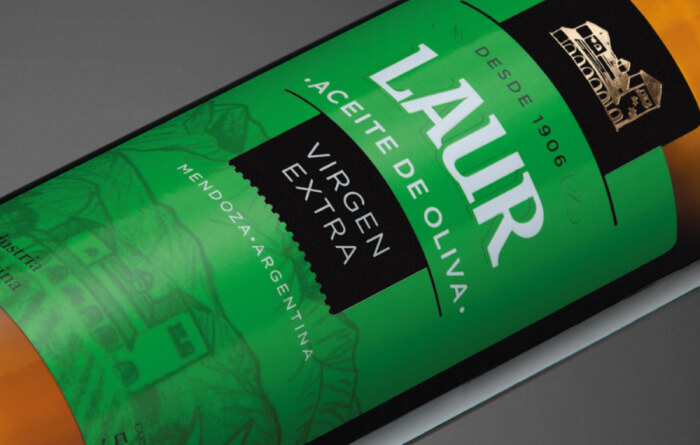 DESDE 1906
LAUR
.ACEITE DE OLIVA.
VIRGEN
EXTRA
MENDOZA•ARGENTINA